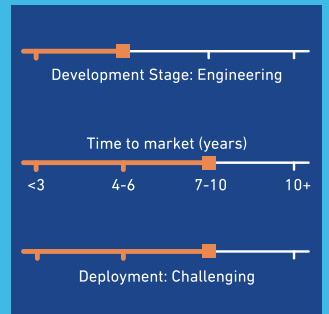 Development Stage: Engineering
Time to market (years)
<3 4-6 7-10 10+
Deployment: Challenging